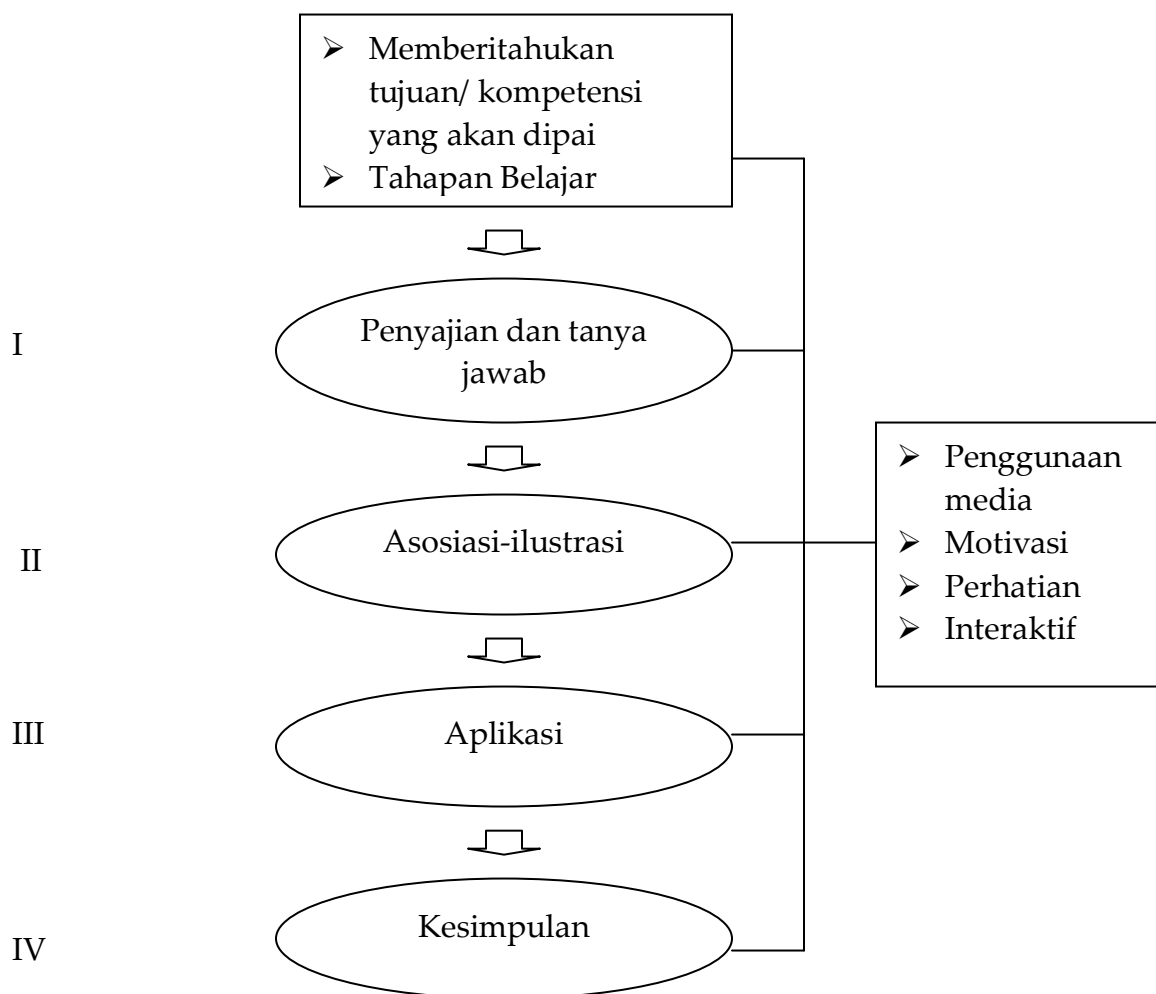 ➢ Memberitahukan
tujuan/ kompetensi
yang akan dipai
➢ Tahapan Belajar
I
Penyajian dan tanya
jawab
II
Asosiasi-ilustrasi
➢ Penggunaan
media
➢ Motivasi
➢ Perhatian
➢ Interaktif
III
Aplikasi
IV
Kesimpulan